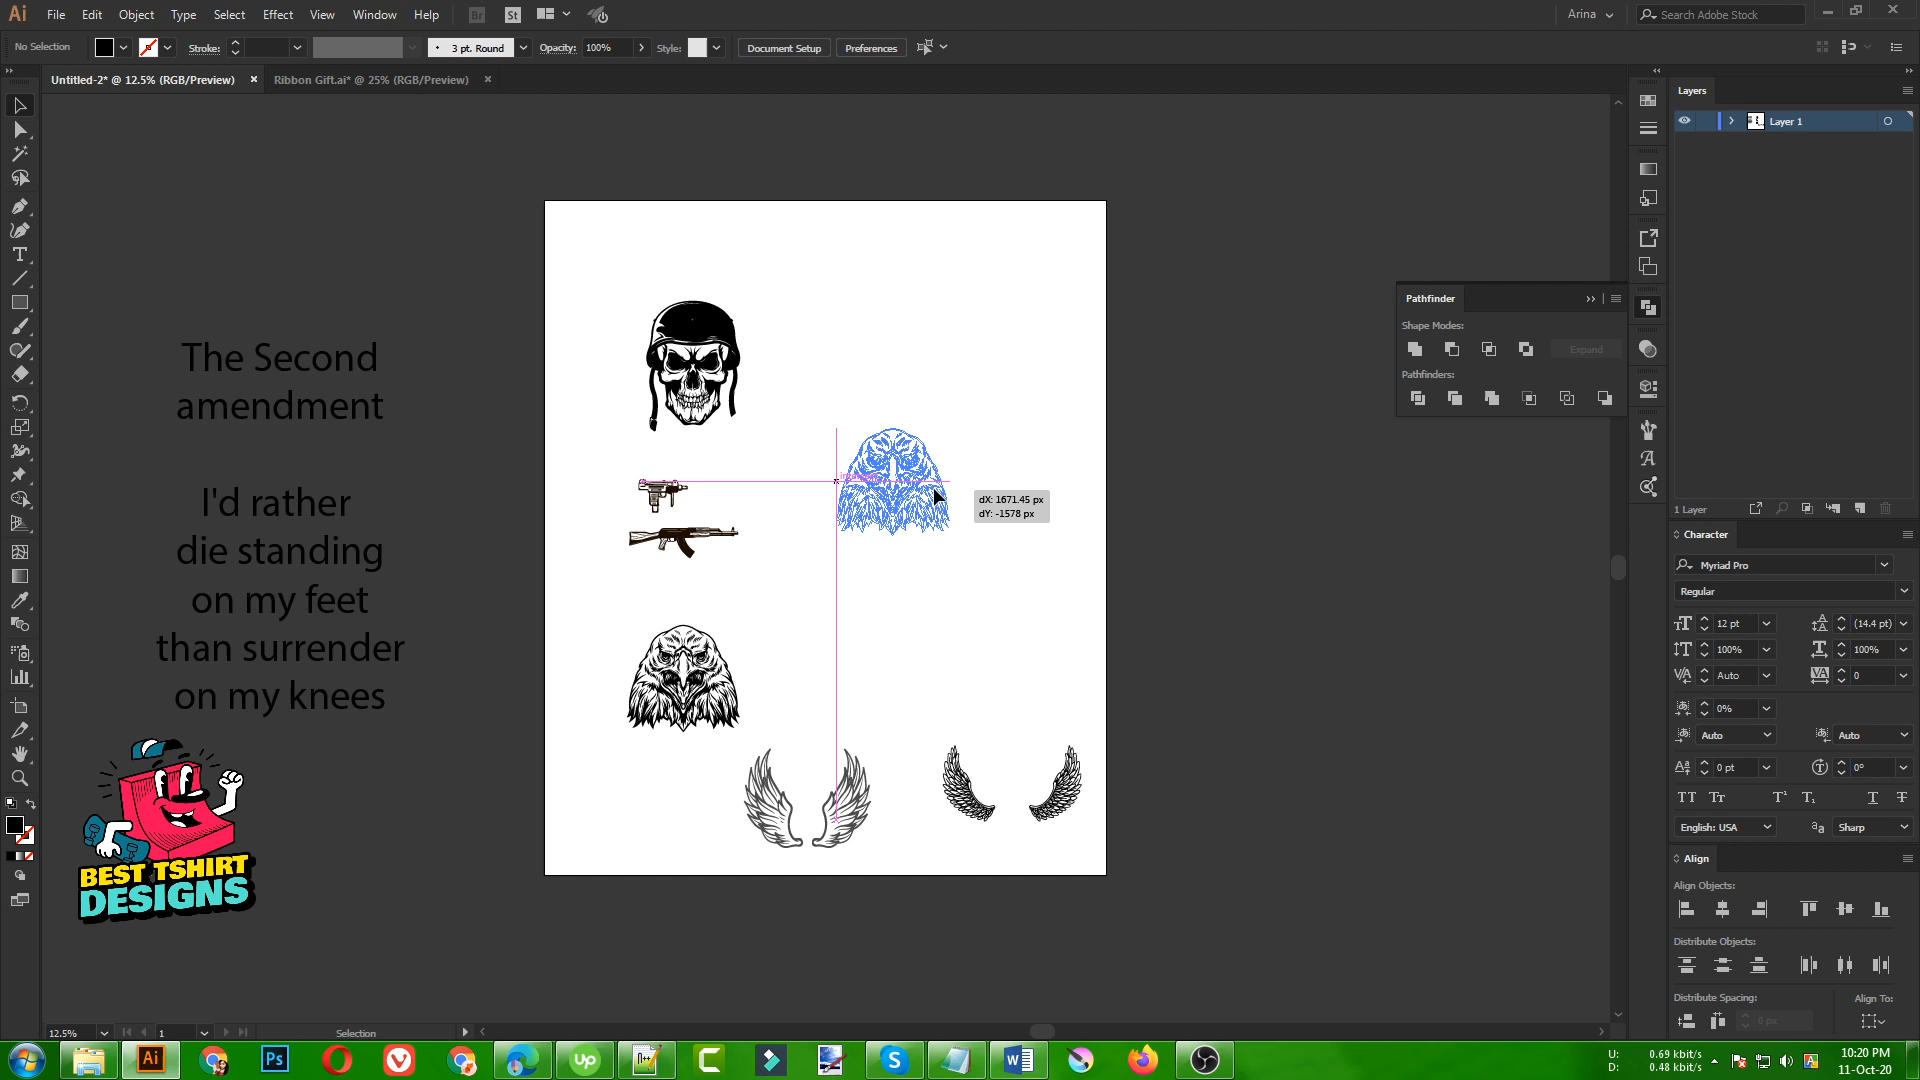 Ai File Edit Object Type Select Effect View Window Help Br St Arina Search Adobe Stock
No Selection Stroke: 3 pt. Round Opacity: 100% Style: Document Setup Preferences
Untitled-2* @ 12.5% (RGB/Preview) Ribbon Gift.ai* @ 25% (RGB/Preview)
Layers
Layer 1
Pathfinder
Shape Modes:
Expand
Pathfinders:
The Second
amendment
I'd rather
die standing
on my feet
than surrender
on my knees
BEST TSHIRT
DESIGNS
dX: 1671.45 px
dY: -1578 px
1 Layer
Character
Myriad Pro
Regular
12 pt (14.4 pt)
100% 100%
Auto 0
0%
Auto Auto
0 pt 0°
English: USA Sharp
Align
Align Objects:
Distribute Objects:
Distribute Spacing: Align To:
0 px
12.5% 1 Selection
U: 0.69 kbit/s
D: 0.48 kbit/s
10:20 PM
11-Oct-20